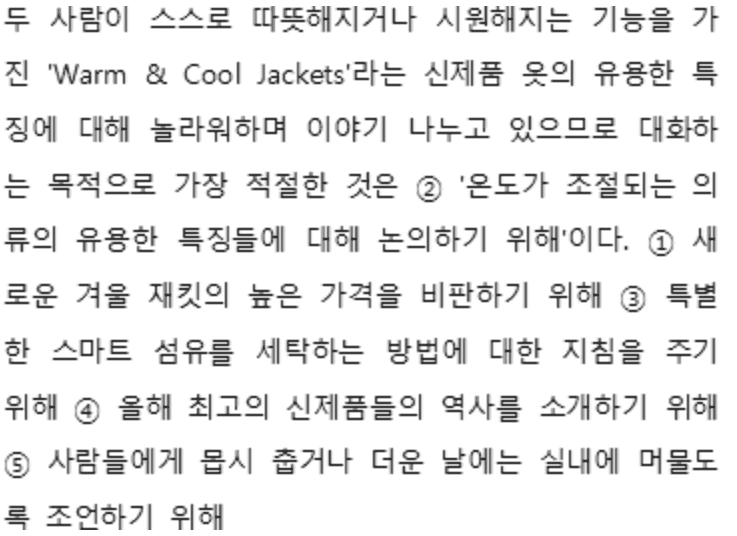 두 사람이 스스로 따뜻해지거나 시원해지는 기능을 가
진 'Warm & Cool Jackets'라는 신제품 옷의 유용한 특
징에 대해 놀라워하며 이야기 나누고 있으므로 대화하
는 목적으로 가장 적절한 것은 ② '온도가 조절되는 의
류의 유용한 특징들에 대해 논의하기 위해'이다. ① 새
로운 겨울 재킷의 높은 가격을 비판하기 위해 ③ 특별
한 스마트 섬유를 세탁하는 방법에 대한 지침을 주기
위해 ④ 올해 최고의 신제품들의 역사를 소개하기 위해
⑤ 사람들에게 몹시 춥거나 더운 날에는 실내에 머물도
록 조언하기 위해